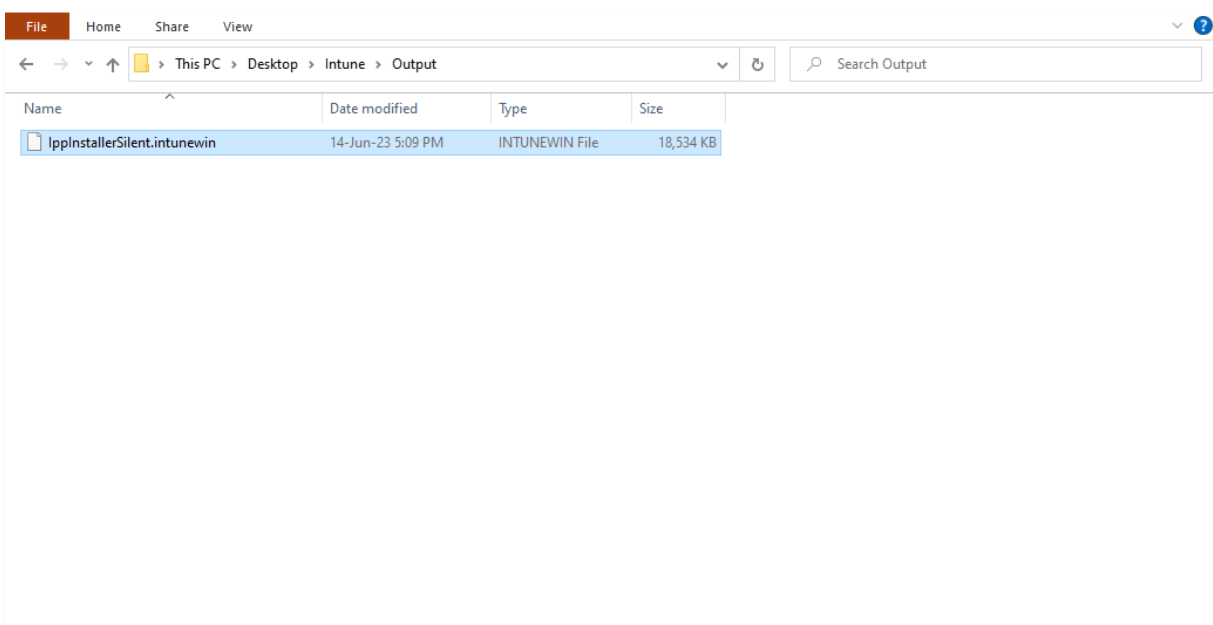 File Home Share View ?
This PC > Desktop > Intune > Output Search Output
Name Date modified Type Size
IppInstallerSilent.intunewin 14-Jun-23 5:09 PM INTUNEWIN File 18,534 KB